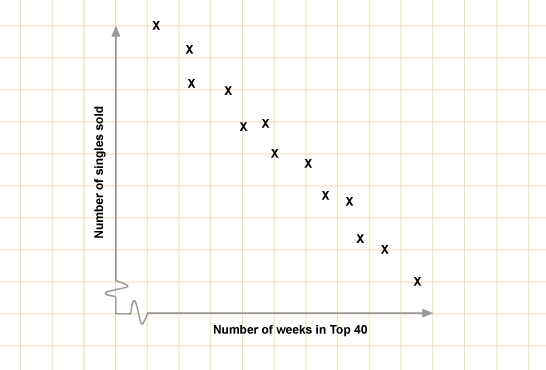 Number of singles sold
Number of weeks in Top 40